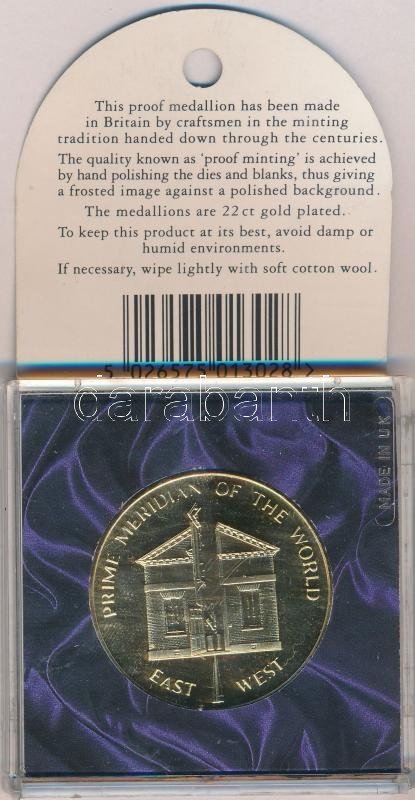 This proof medallion has been made
in Britain by craftsmen in the minting
tradition handed down through the centuries.
The quality known as 'proof minting' is achieved
by hand polishing the dies and blanks, thus giving
a frosted image against a polished background.
The medallions are 22ct gold plated.
To keep this product at its best, avoid damp or
humid environments.
If necessary, wipe lightly with soft cotton wool.
5 026575 013028 >
darabanth
MADE IN UK
PRIME MERIDIAN OF THE WORLD
EAST WEST